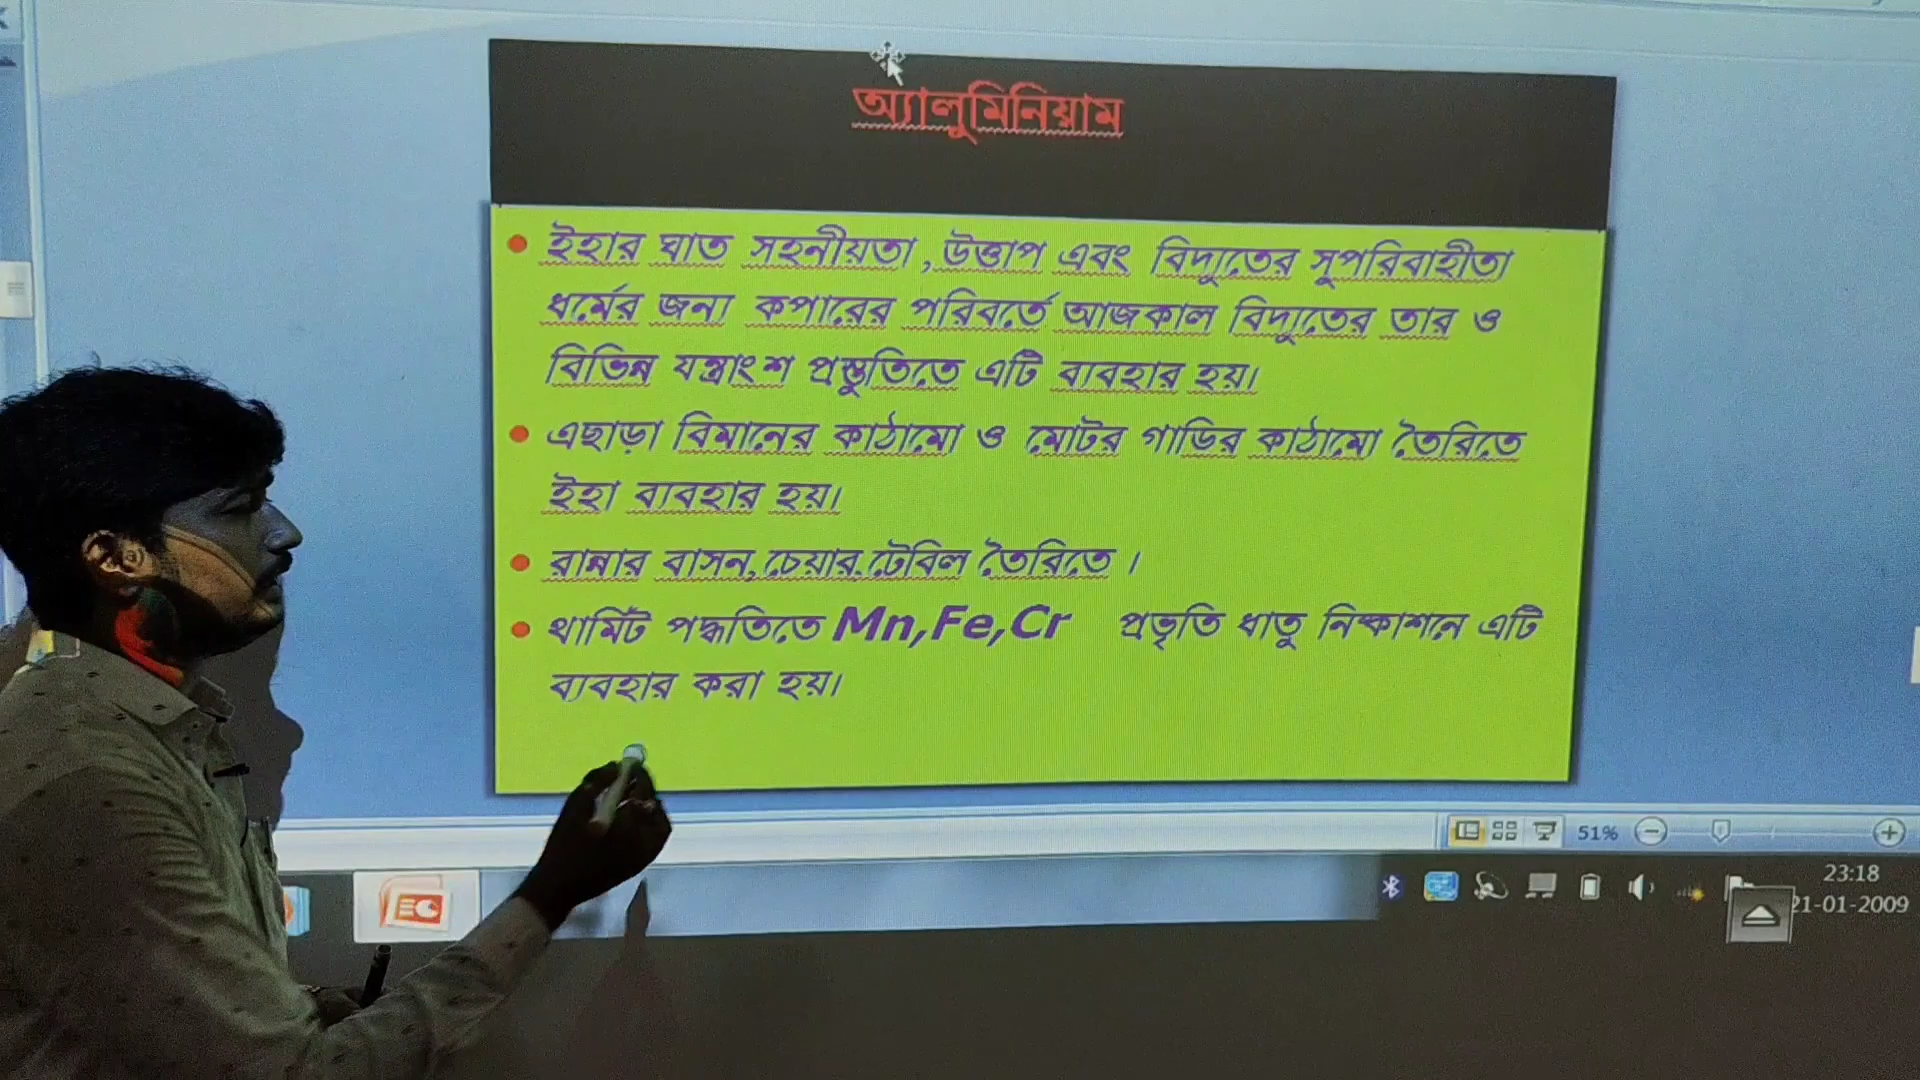 অ্যালুমিনিয়াম
ইহার ঘাত সহনীয়তা ,উত্তাপ এবং বিদ্যুতের সুপরিবাহীতা
ধর্মের জন্য কপারের পরিবর্তে আজকাল বিদ্যুতের তার ও
বিভিন্ন যন্ত্রাংশ প্রস্তুতিতে এটি ব্যবহার হয়।
এছাড়া বিমানের কাঠামো ও মোটর গাডির কাঠামো তৈরিতে
ইহা ব্যবহার হয়।
রান্নার বাসন,চেয়ার,টেবিল তৈরিতে ।
থার্মিট পদ্ধতিতে Mn,Fe,Cr প্রভৃতি ধাতু নিষ্কাশনে এটি
ব্যবহার করা হয়।
51%
23:18
21-01-2009